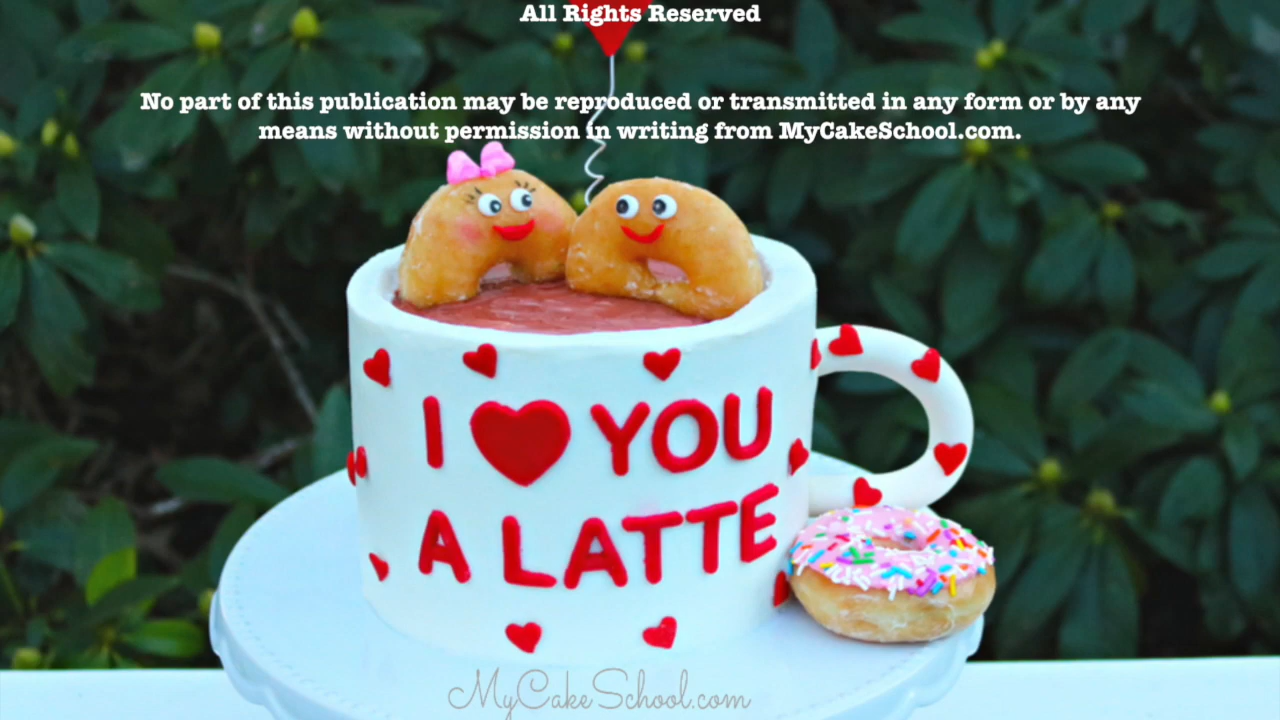 All Rights Reserved
No part of this publication may be reproduced or transmitted in any form or by any
means without permission in writing from MyCakeSchool.com.
I ❤ YOU
A LATTE
MyCakeSchool.com